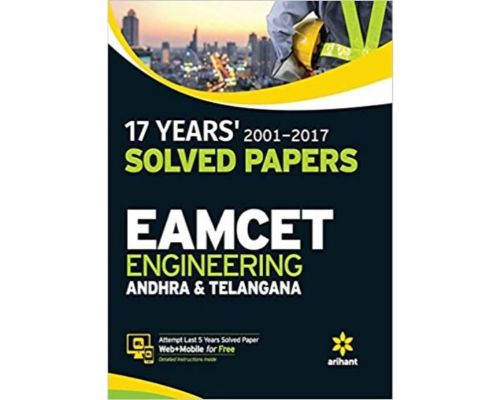 17 YEARS' 2001-2017
SOLVED PAPERS
EAMCET
ENGINEERING
ANDHRA & TELANGANA
Attempt Last 5 Years Solved Paper
Web+Mobile for Free
Detailed Instructions Inside
arihant